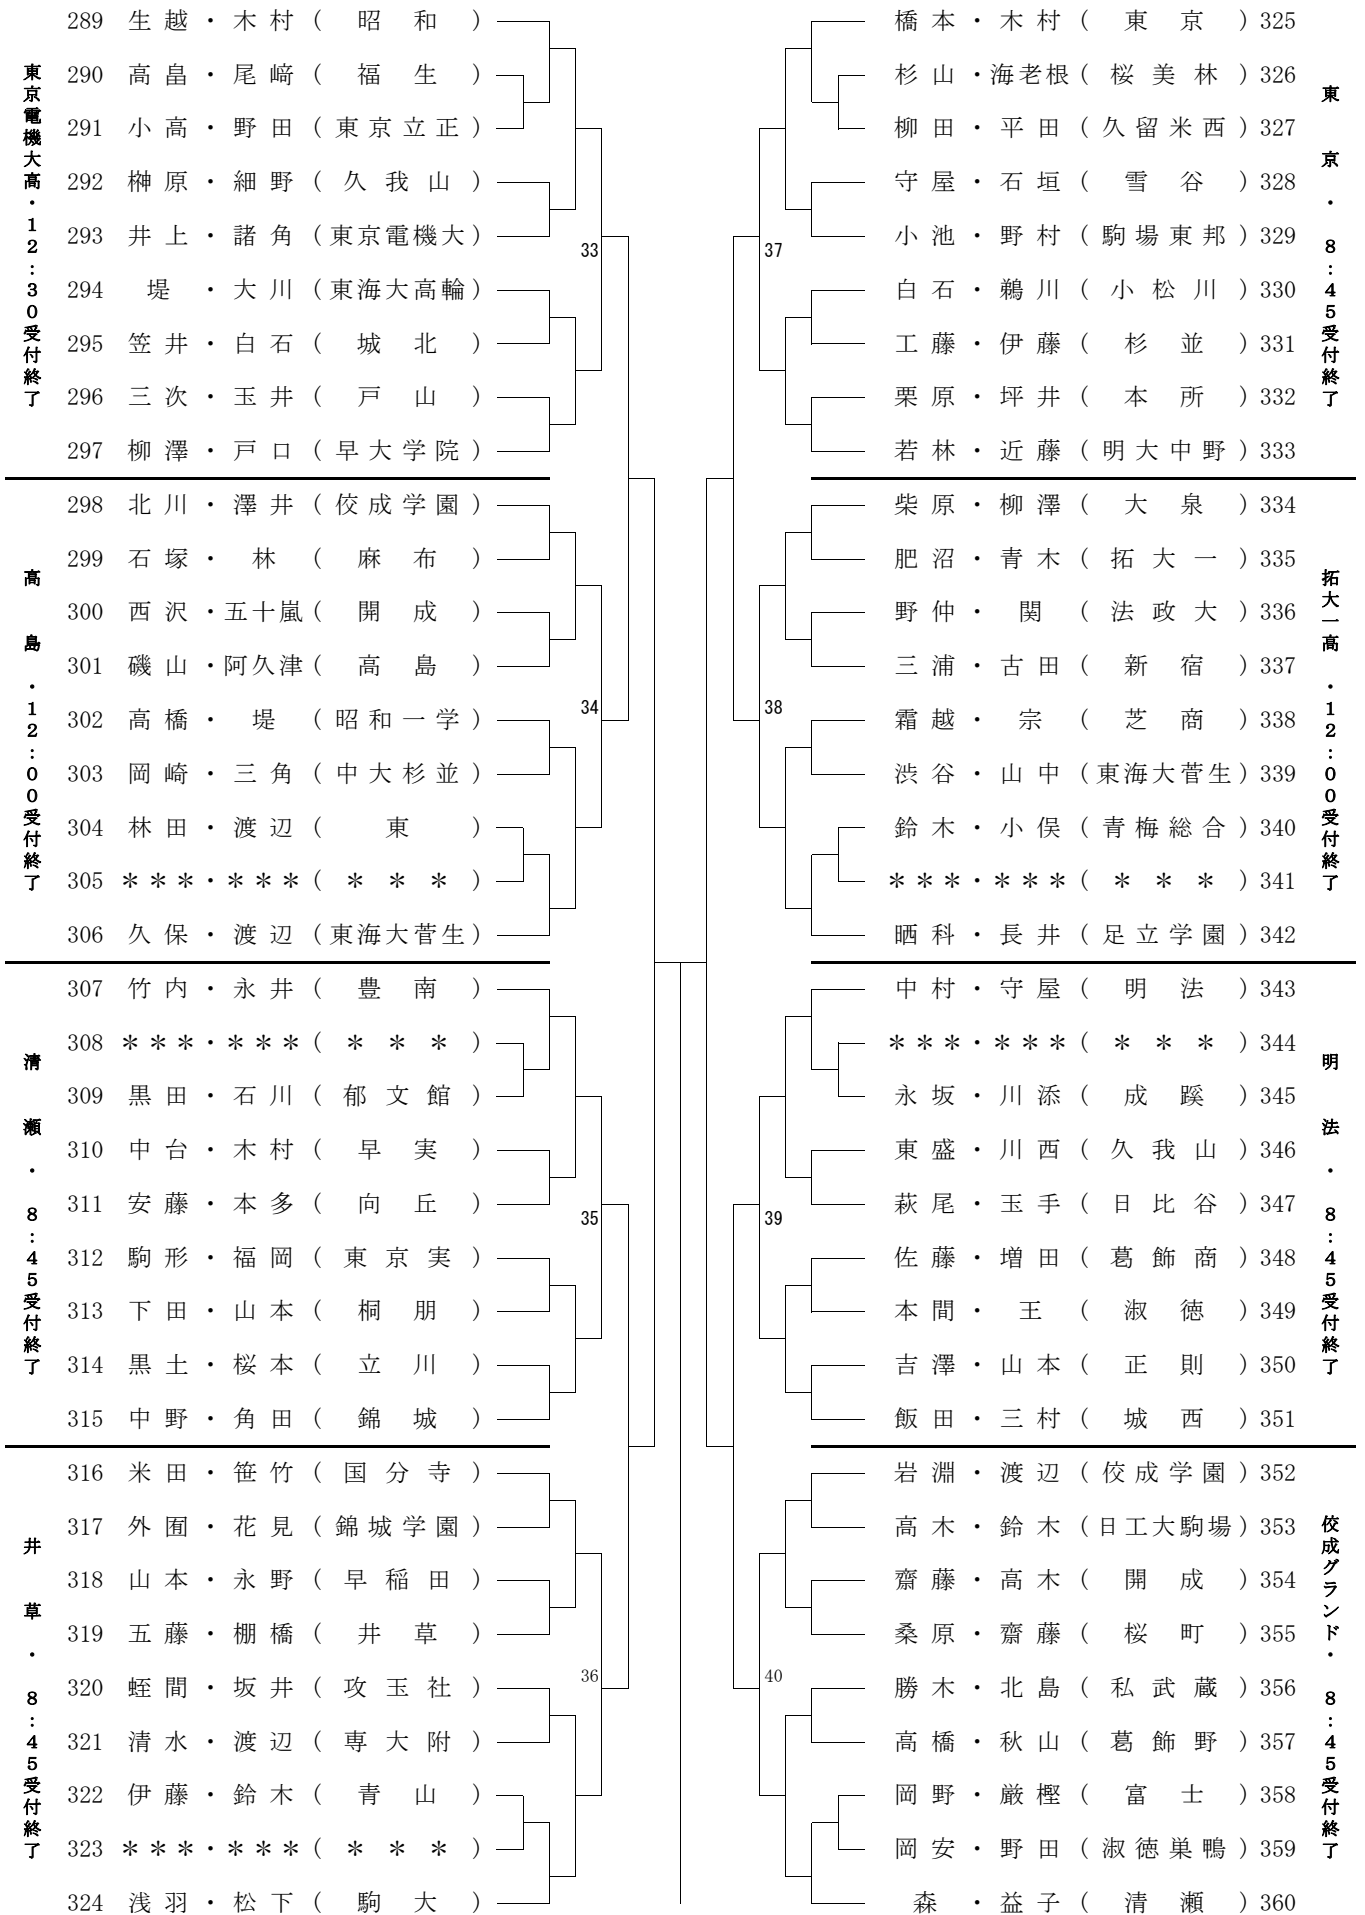 東京電機大高・12:30受付終了
289 生越・木村(昭和)
290 高畠・尾﨑(福生)
291 小高・野田(東京立正)
292 榊原・細野(久我山)
293 井上・諸角(東京電機大)
294 堤・大川(東海大高輪)
295 笠井・白石(城北)
296 三次・玉井(戸山)
297 柳澤・戸口(早大学院)
33
高島・12:00受付終了
298 北川・澤井(佼成学園)
299 石塚・林(麻布)
300 西沢・五十嵐(開成)
301 磯山・阿久津(高島)
302 高橋・堤(昭和一学)
303 岡崎・三角(中大杉並)
304 林田・渡辺(東)
305 ***・***(***)
306 久保・渡辺(東海大菅生)
34
清瀬・8:45受付終了
307 竹内・永井(豊南)
308 ***・***(***)
309 黒田・石川(郁文館)
310 中台・木村(早実)
311 安藤・本多(向丘)
312 駒形・福岡(東京実)
313 下田・山本(桐朋)
314 黒土・桜本(立川)
315 中野・角田(錦城)
35
井草・8:45受付終了
316 米田・笹竹(国分寺)
317 外囿・花見(錦城学園)
318 山本・永野(早稲田)
319 五藤・棚橋(井草)
320 蛭間・坂井(攻玉社)
321 清水・渡辺(専大附)
322 伊藤・鈴木(青山)
323 ***・***(***)
324 浅羽・松下(駒大)
36
東京・8:45受付終了
橋本・木村(東京)325
杉山・海老根(桜美林)326
柳田・平田(久留米西)327
守屋・石垣(雪谷)328
小池・野村(駒場東邦)329
白石・鵜川(小松川)330
工藤・伊藤(杉並)331
栗原・坪井(本所)332
若林・近藤(明大中野)333
37
拓大一高・12:00受付終了
柴原・柳澤(大泉)334
肥沼・青木(拓大一)335
野仲・関(法政大)336
三浦・古田(新宿)337
霜越・宗(芝商)338
渋谷・山中(東海大菅生)339
鈴木・小俣(青梅総合)340
***・***(***)341
晒科・長井(足立学園)342
38
明法・8:45受付終了
中村・守屋(明法)343
***・***(***)344
永坂・川添(成蹊)345
東盛・川西(久我山)346
萩尾・玉手(日比谷)347
佐藤・増田(葛飾商)348
本間・王(淑徳)349
吉澤・山本(正則)350
飯田・三村(城西)351
39
佼成グランド・8:45受付終了
岩淵・渡辺(佼成学園)352
高木・鈴木(日工大駒場)353
齋藤・高木(開成)354
桑原・齋藤(桜町)355
勝木・北島(私武蔵)356
高橋・秋山(葛飾野)357
岡野・厳樫(富士)358
岡安・野田(淑徳巣鴨)359
森・益子(清瀬)360
40